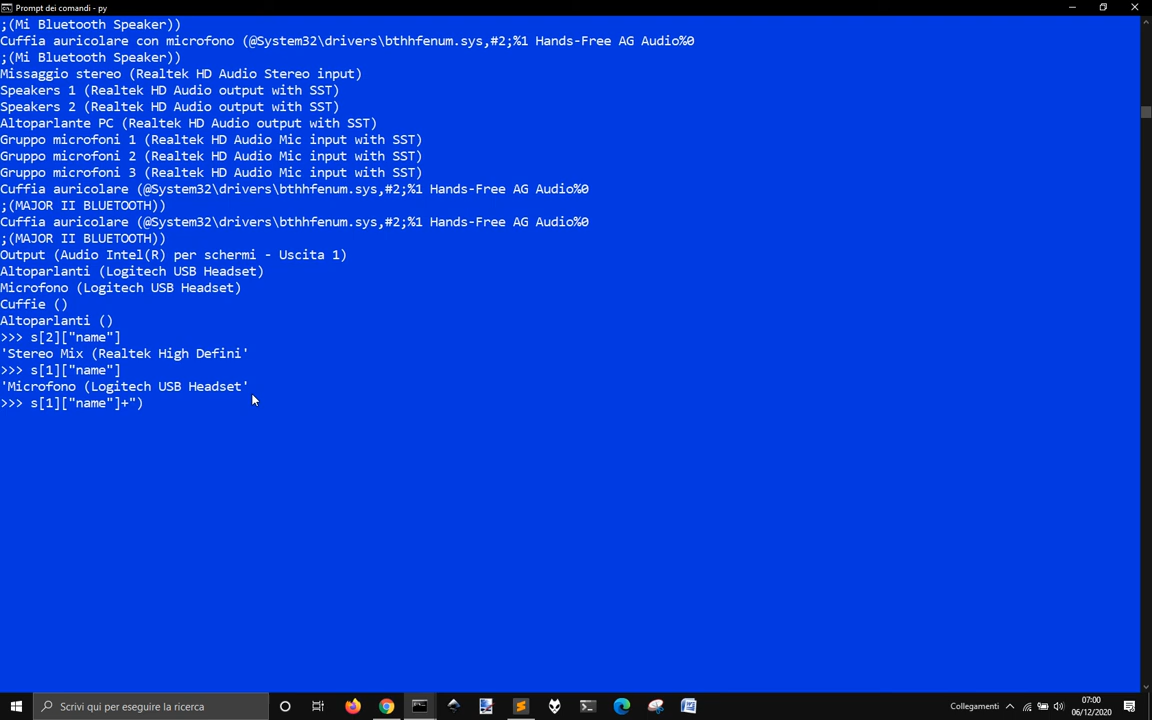 Prompt dei comandi - py
;(Mi Bluetooth Speaker))
Cuffia auricolare con microfono (@System32\drivers\bthhfenum.sys,#2;%1 Hands-Free AG Audio%0
;(Mi Bluetooth Speaker))
Missaggio stereo (Realtek HD Audio Stereo input)
Speakers 1 (Realtek HD Audio output with SST)
Speakers 2 (Realtek HD Audio output with SST)
Altoparlante PC (Realtek HD Audio output with SST)
Gruppo microfoni 1 (Realtek HD Audio Mic input with SST)
Gruppo microfoni 2 (Realtek HD Audio Mic input with SST)
Gruppo microfoni 3 (Realtek HD Audio Mic input with SST)
Cuffia auricolare (@System32\drivers\bthhfenum.sys,#2;%1 Hands-Free AG Audio%0
;(MAJOR II BLUETOOTH))
Cuffia auricolare (@System32\drivers\bthhfenum.sys,#2;%1 Hands-Free AG Audio%0
;(MAJOR II BLUETOOTH))
Output (Audio Intel(R) per schermi - Uscita 1)
Altoparlanti (Logitech USB Headset)
Microfono (Logitech USB Headset)
Cuffie ()
Altoparlanti ()
>>> s[2]["name"]
'Stereo Mix (Realtek High Defini'
>>> s[1]["name"]
'Microfono (Logitech USB Headset'
>>> s[1]["name"]+")
Scrivi qui per eseguire la ricerca
Collegamenti
07:00
06/12/2020